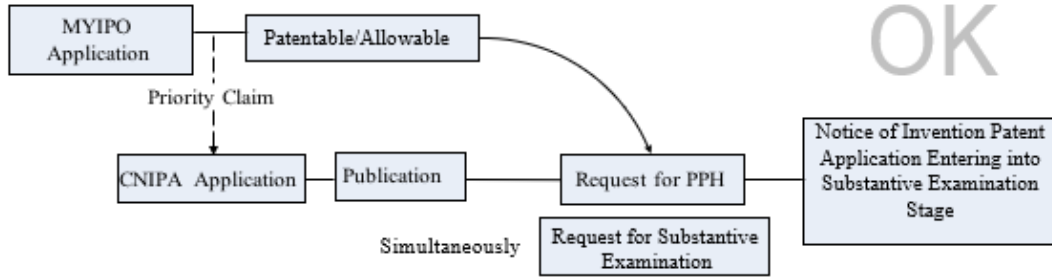 MYIPO
Application
Patentable/Allowable
OK
Priority Claim
CNIPA Application
Publication
Request for PPH
Notice of Invention Patent
Application Entering into
Substantive Examination
Stage
Simultaneously
Request for Substantive
Examination